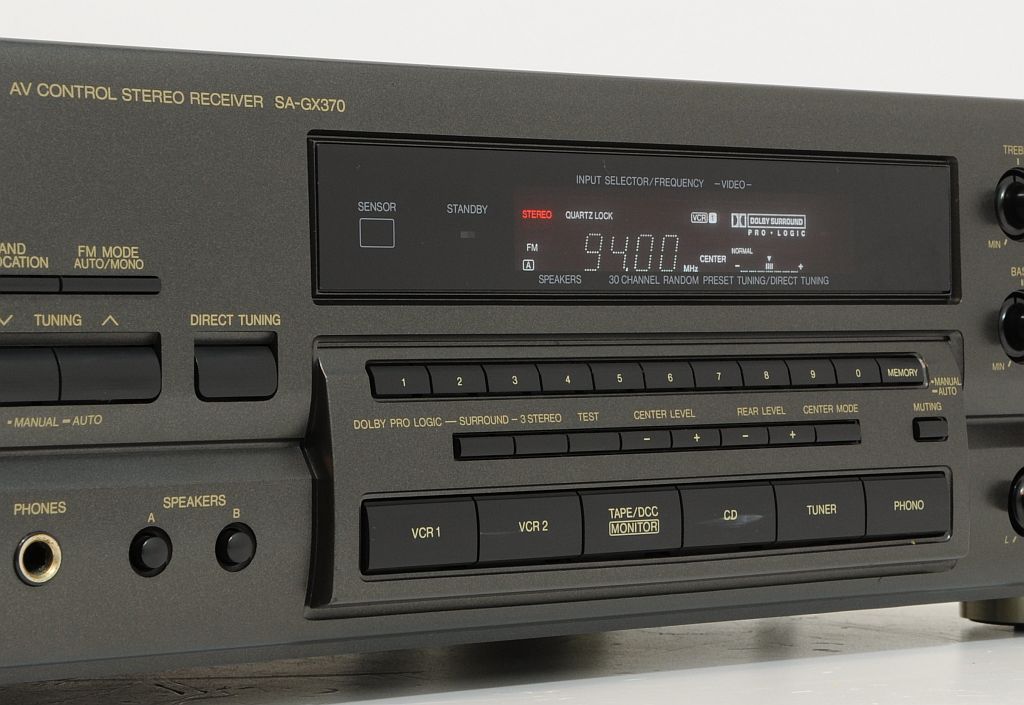 AV CONTROL STEREO RECEIVER SA-GX370
INPUT SELECTOR/FREQUENCY –VIDEO–
SENSOR
STANDBY
STEREO QUARTZ LOCK
VCR 1
DOLBY SURROUND
PRO • LOGIC
FM
94.00 MHz
A
CENTER
NORMAL
– +
SPEAKERS
30 CHANNEL RANDOM PRESET TUNING/DIRECT TUNING
FM MODE
AUTO/MONO
TUNING
DIRECT TUNING
MANUAL AUTO
1 2 3 4 5 6 7 8 9 0 MEMORY
MANUAL
AUTO
DOLBY PRO LOGIC — SURROUND – 3 STEREO TEST CENTER LEVEL REAR LEVEL CENTER MODE
– + – +
MUTING
PHONES
SPEAKERS
A B
VCR 1
VCR 2
TAPE/DCC
MONITOR
CD
TUNER
PHONO
MIN
MIN
L